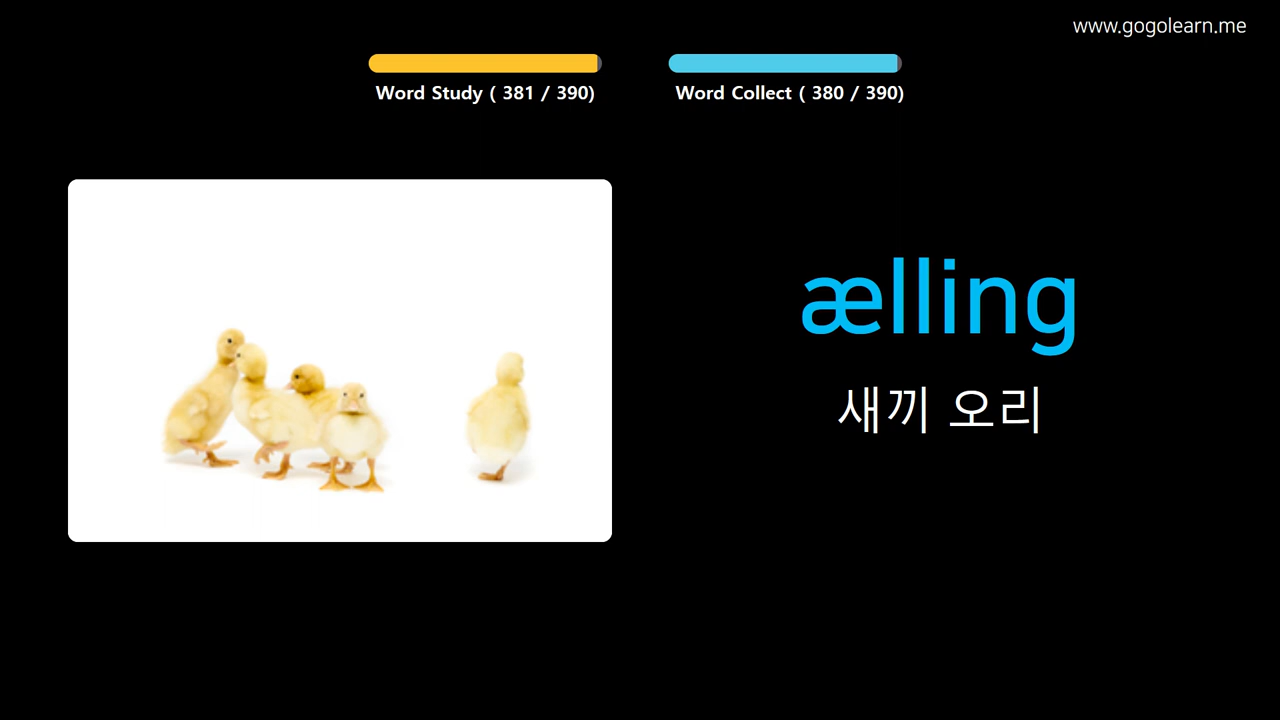 www.gogolearn.me
Word Study ( 381 / 390)
Word Collect ( 380 / 390)
ælling
새끼 오리